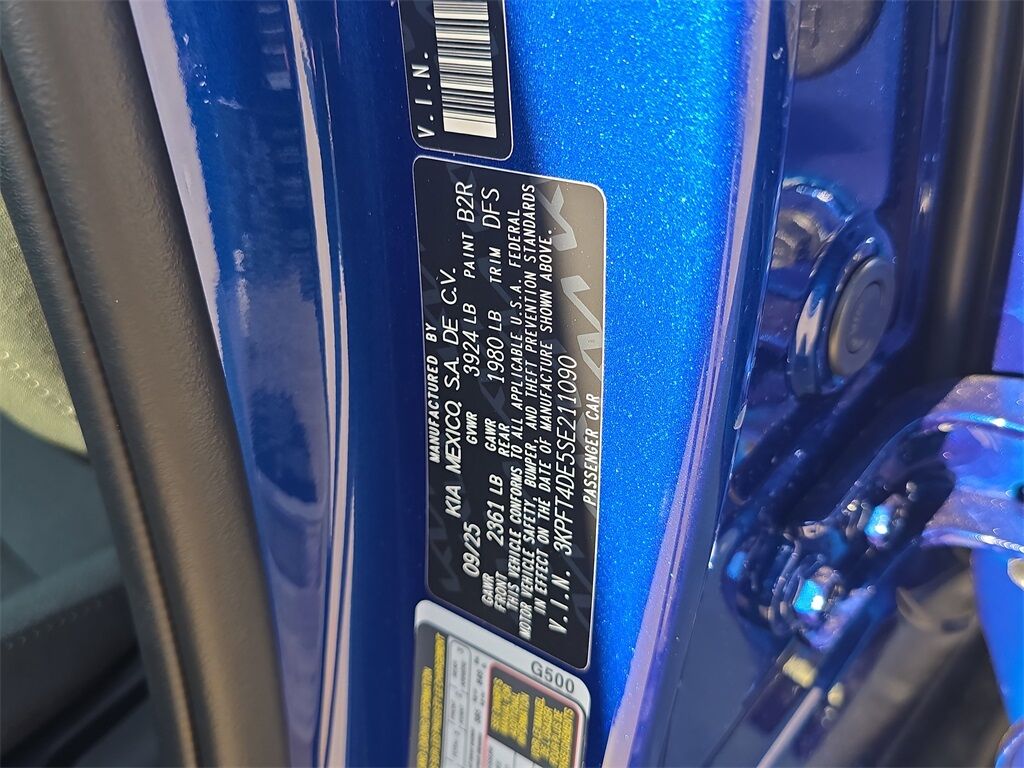 V.I.N.
MANUFACTURED BY
09/25 KIA MEXICO, S.A. DE C.V.
GVWR 3924 LB PAINT B2R
GAWR FRONT 2361 LB GAWR REAR 1980 LB TRIM DFS
THIS VEHICLE CONFORMS TO ALL APPLICABLE U.S.A. FEDERAL
MOTOR VEHICLE SAFETY, BUMPER, AND THEFT PREVENTION STANDARDS
IN EFFECT ON THE DATE OF MANUFACTURE SHOWN ABOVE.
V.I.N. 3KPFT4DE5SE211090
PASSENGER CAR
G500